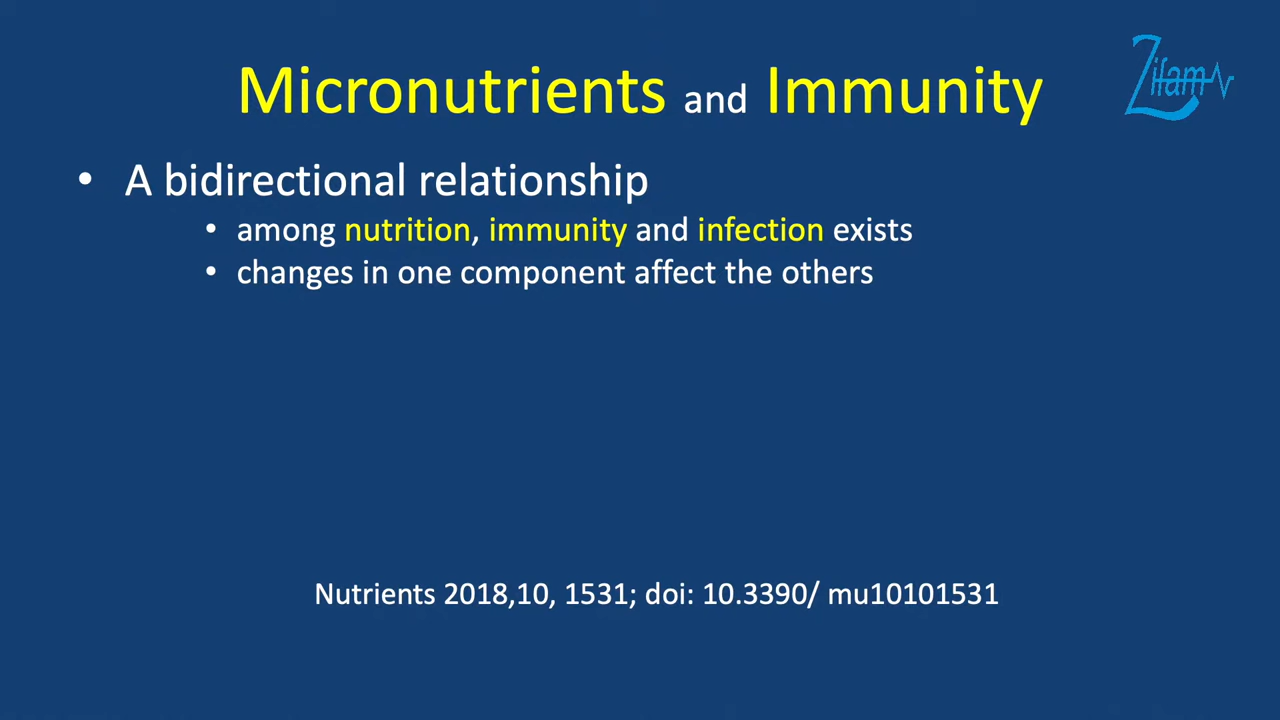 Micronutrients and Immunity
Zifam
• A bidirectional relationship
• among nutrition, immunity and infection exists
• changes in one component affect the others
Nutrients 2018,10, 1531; doi: 10.3390/ mu10101531